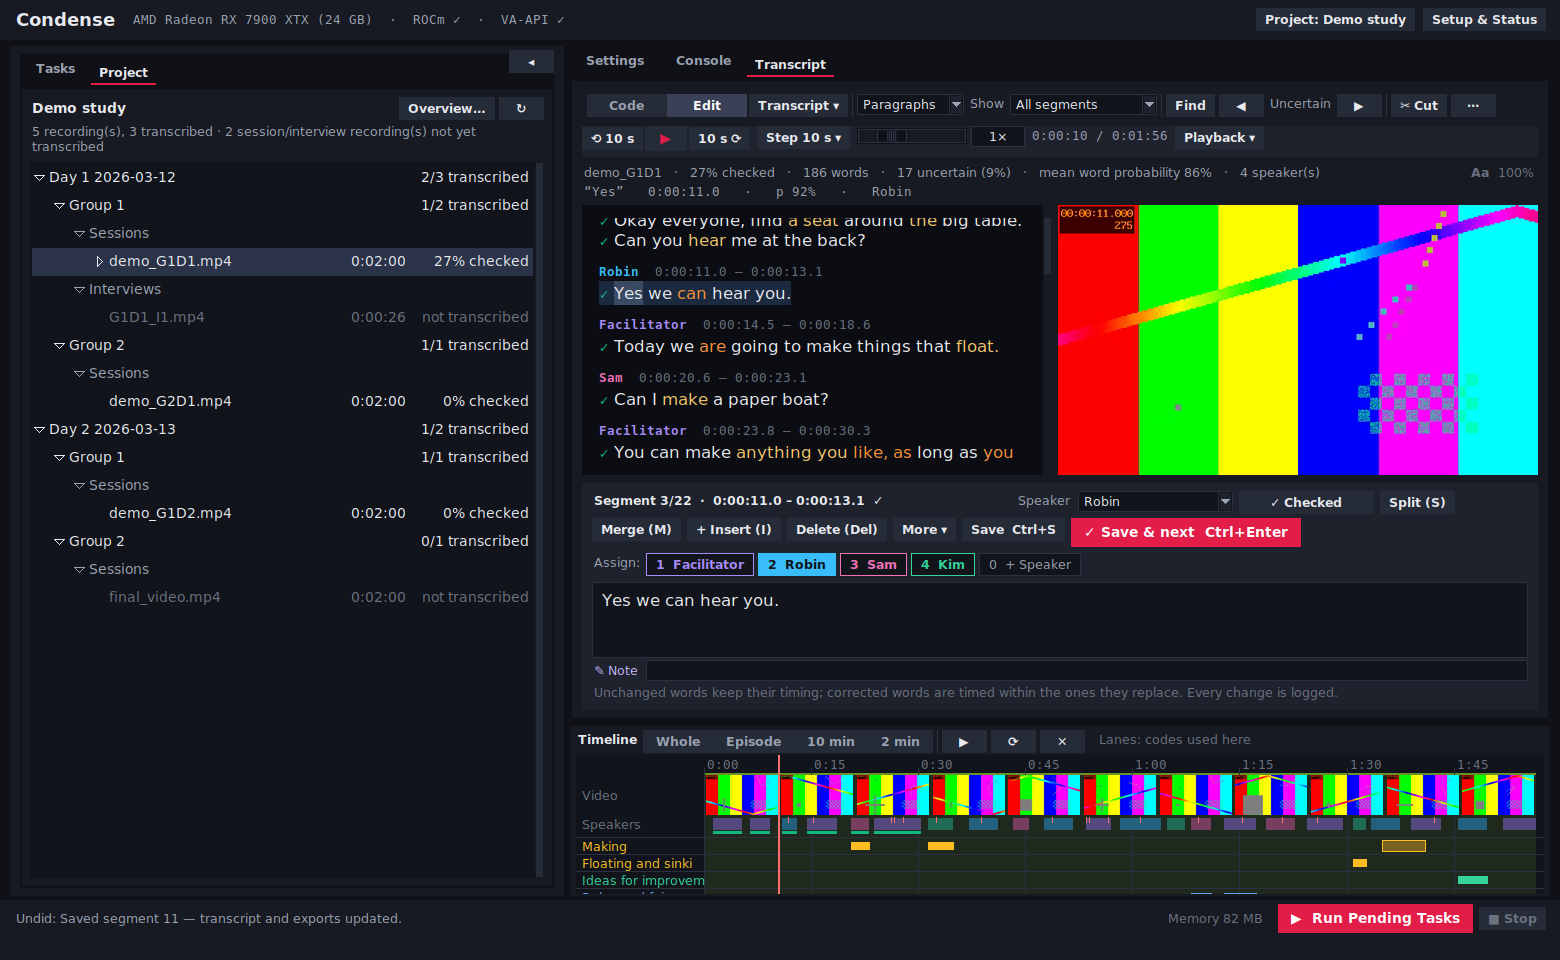 Condense AMD Radeon RX 7900 XTX (24 GB) · ROCm ✓ · VA-API ✓ Project: Demo study Setup & Status
Tasks Project ◂
Demo study Overview... ↻
5 recording(s), 3 transcribed · 2 session/interview recording(s) not yet
transcribed
Day 1 2026-03-12 2/3 transcribed
Group 1 1/2 transcribed
Sessions
demo_G1D1.mp4 0:02:00 27% checked
Interviews
G1D1_I1.mp4 0:00:26 not transcribed
Group 2 1/1 transcribed
Sessions
demo_G2D1.mp4 0:02:00 0% checked
Day 2 2026-03-13 1/2 transcribed
Group 1 1/1 transcribed
Sessions
demo_G1D2.mp4 0:02:00 0% checked
Group 2 0/1 transcribed
Sessions
final_video.mp4 0:02:00 not transcribed
Settings Console Transcript
Code Edit Transcript ▾ Paragraphs Show All segments Find ◀ Uncertain ▶ ✂ Cut ⋯
⟲ 10 s ▶ 10 s ⟳ Step 10 s ▾ 1× 0:00:10 / 0:01:56 Playback ▾
demo_G1D1 · 27% checked · 186 words · 17 uncertain (9%) · mean word probability 86% · 4 speaker(s) Aa 100%
“Yes” 0:00:11.0 · p 92% · Robin
✓ Okay everyone, find a seat around the big table.
✓ Can you hear me at the back?
Robin 0:00:11.0 – 0:00:13.1
✓ Yes we can hear you.
Facilitator 0:00:14.5 – 0:00:18.6
✓ Today we are going to make things that float.
Sam 0:00:20.6 – 0:00:23.1
✓ Can I make a paper boat?
Facilitator 0:00:23.8 – 0:00:30.3
✓ You can make anything you like, as long as you
00:00:11.000
275
Segment 3/22 · 0:00:11.0 – 0:00:13.1 ✓ Speaker Robin ✓ Checked Split (S)
Merge (M) + Insert (I) Delete (Del) More ▾ Save Ctrl+S ✓ Save & next Ctrl+Enter
Assign: 1 Facilitator 2 Robin 3 Sam 4 Kim 0 + Speaker
Yes we can hear you.
✎ Note
Unchanged words keep their timing; corrected words are timed within the ones they replace. Every change is logged.
Timeline Whole Episode 10 min 2 min ▶ ⟳ ✕ Lanes: codes used here
0:00 0:15 0:30 0:45 1:00 1:15 1:30 1:45
Video
Speakers
Making
Floating and sinki
Ideas for improvem
Undid: Saved segment 11 — transcript and exports updated. Memory 82 MB ▶ Run Pending Tasks ■ Stop